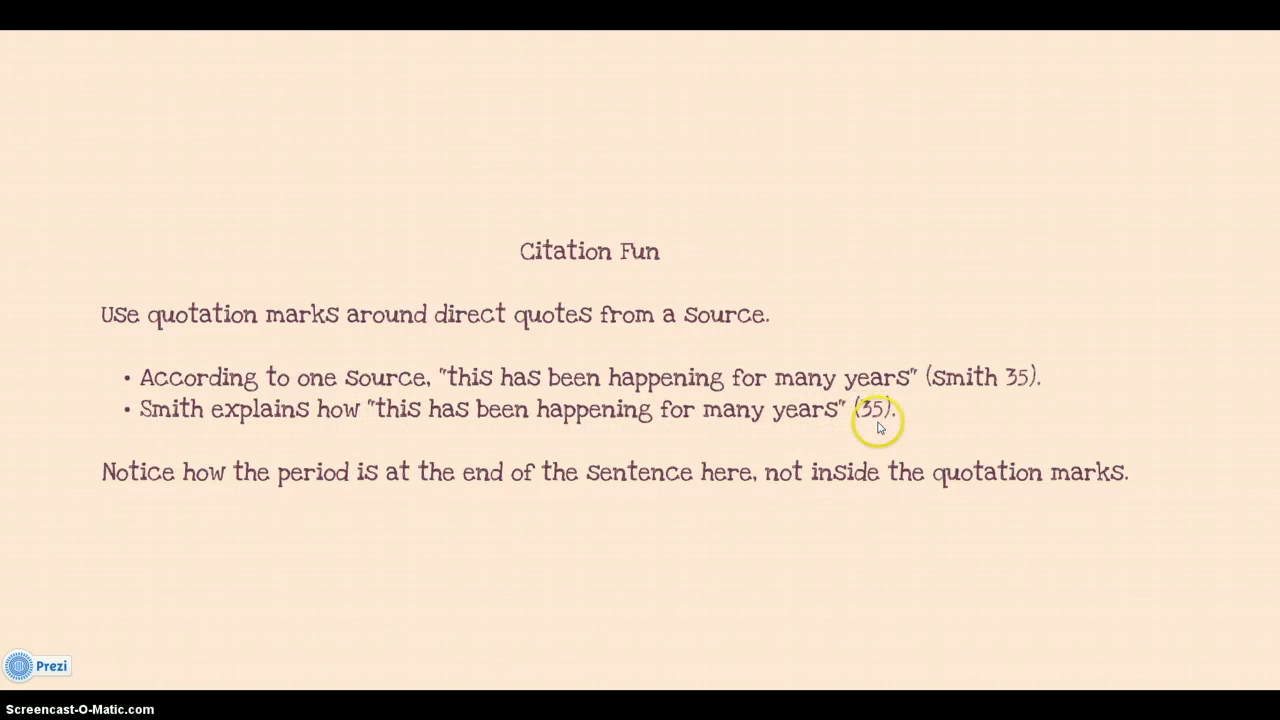 Citation Fun
Use quotation marks around direct quotes from a source.
• According to one source, "this has been happening for many years" (smith 35).
• Smith explains how "this has been happening for many years" (35).
Notice how the period is at the end of the sentence here, not inside the quotation marks.
Prezi
Screencast-O-Matic.com